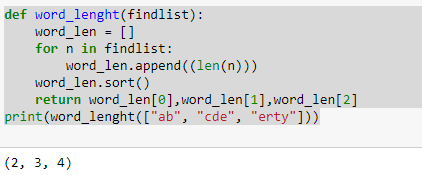 def word_lenght(findlist):
    word_len = []
    for n in findlist:
        word_len.append((len(n)))
    word_len.sort()
    return word_len[0],word_len[1],word_len[2]
print(word_lenght(["ab", "cde", "erty"]))
(2, 3, 4)